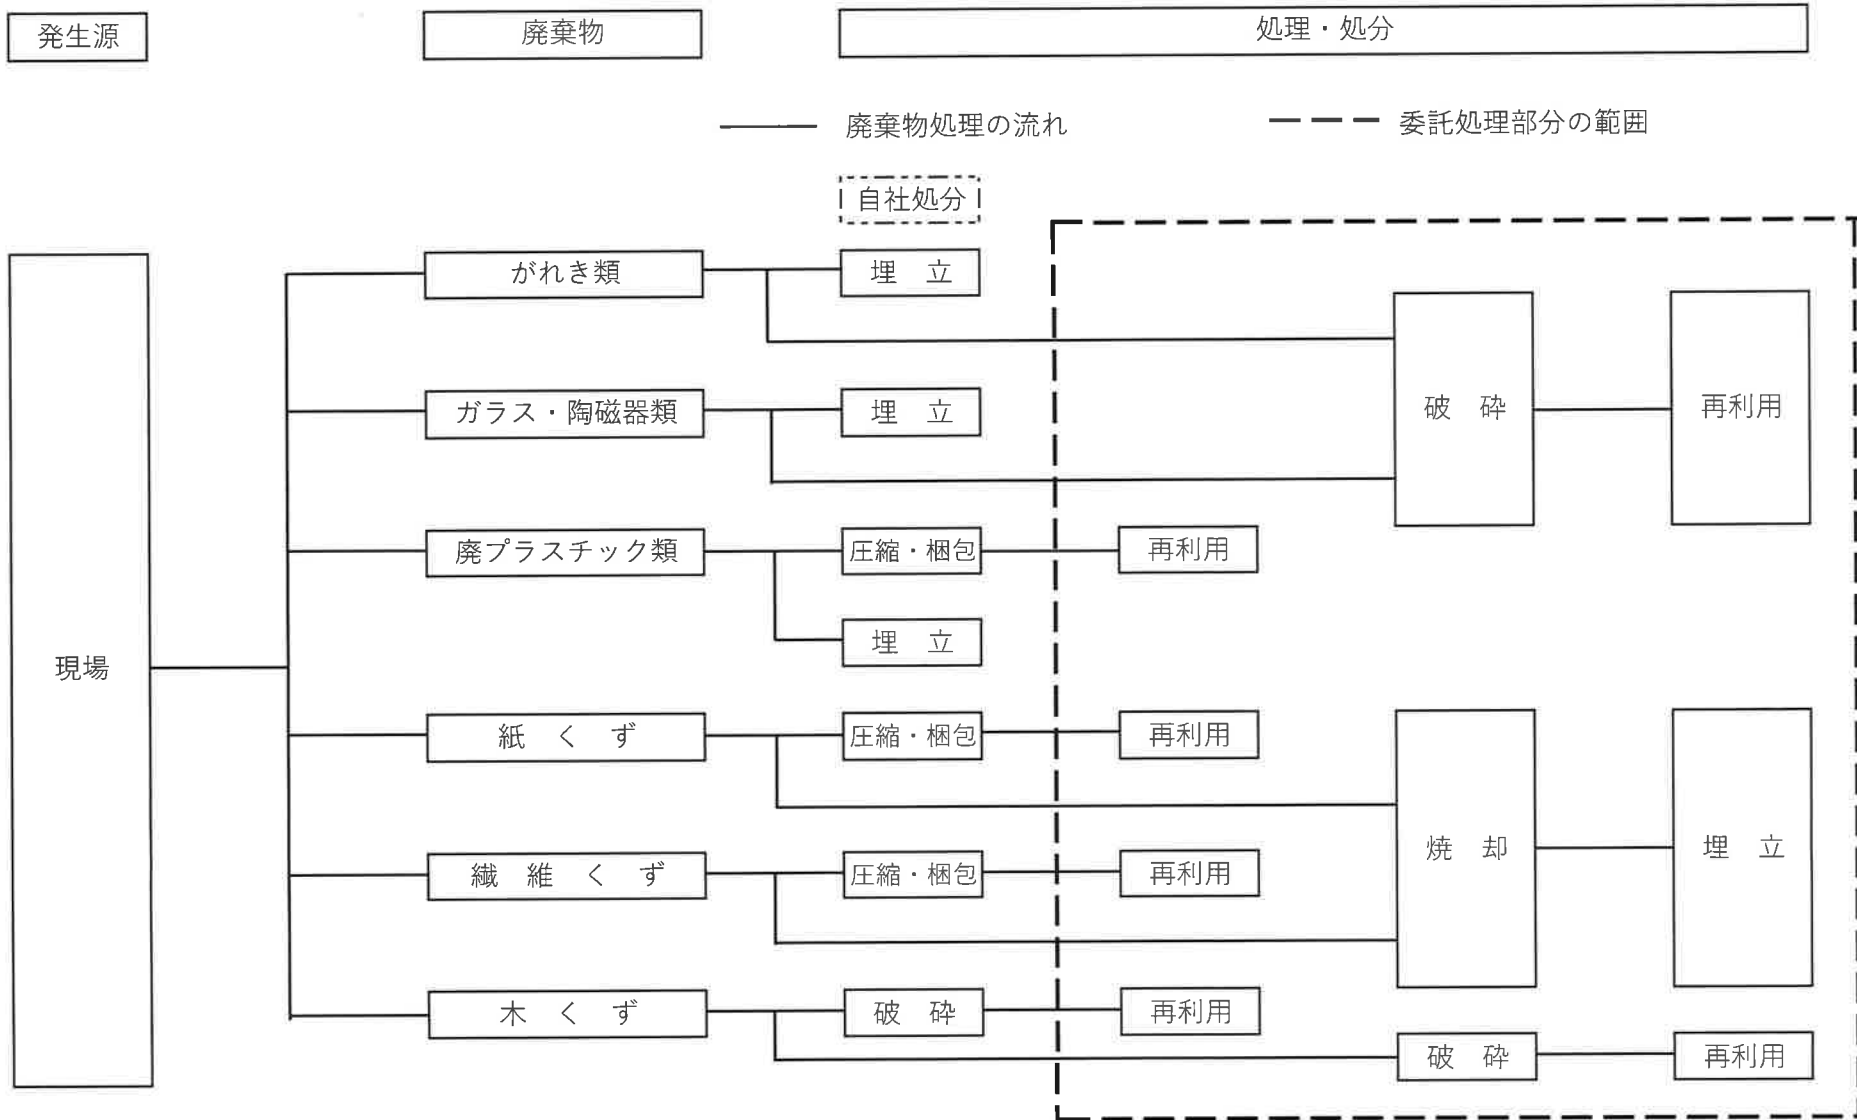 発生源
廃棄物
処理・処分
廃棄物処理の流れ
委託処理部分の範囲
自社処分
現場
がれき類
埋 立
破 砕
再利用
ガラス・陶磁器類
埋 立
廃プラスチック類
圧縮・梱包
再利用
埋 立
紙 く ず
圧縮・梱包
再利用
焼 却
埋 立
繊 維 く ず
圧縮・梱包
再利用
木 く ず
破 砕
再利用
破 砕
再利用